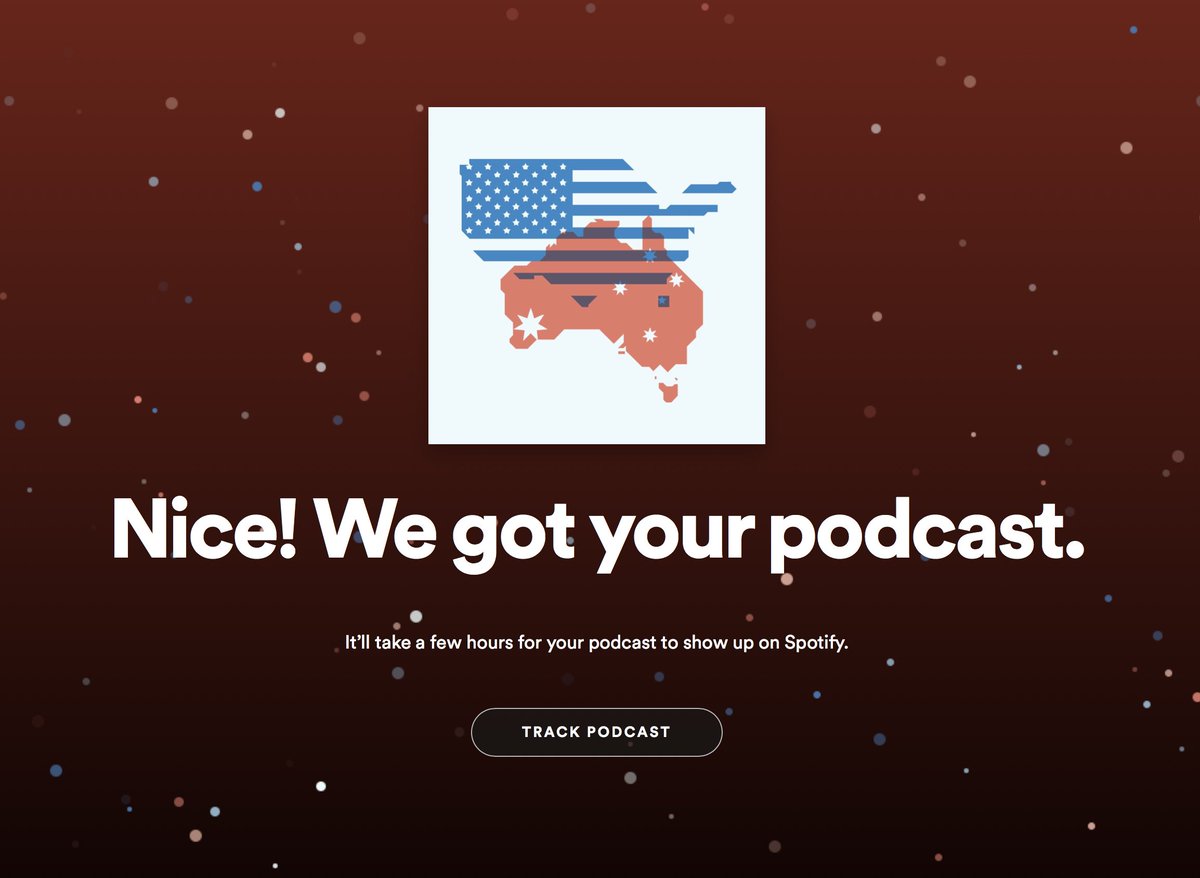 Nice! We got your podcast.
It’ll take a few hours for your podcast to show up on Spotify.
TRACK PODCAST